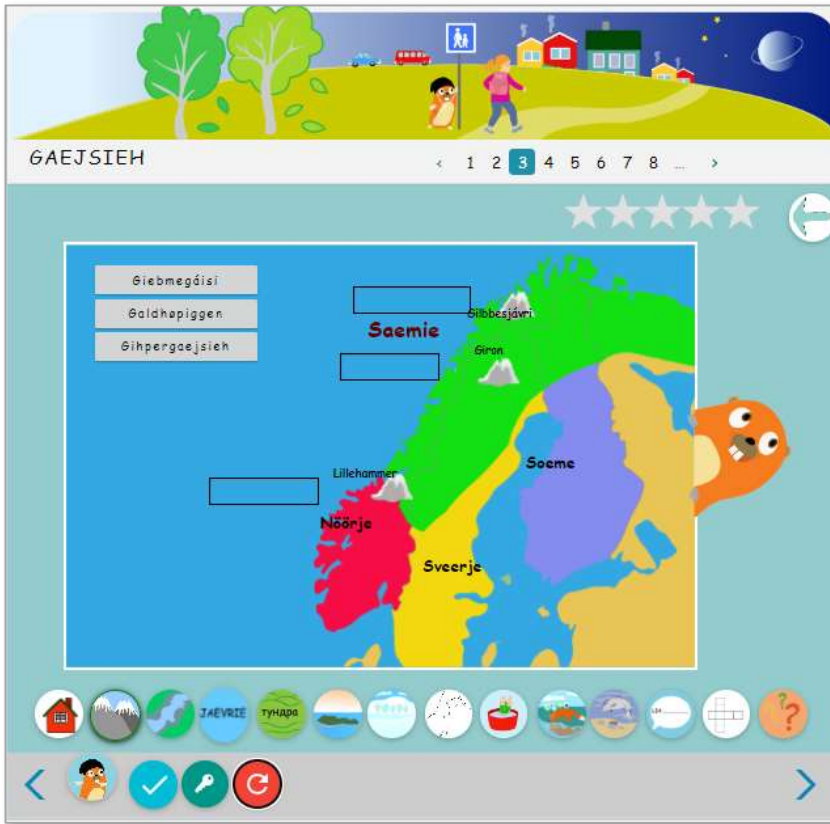 GAEJSIEH
‹ 1 2 3 4 5 6 7 8 ... ›
Giebmegáisi
Galdhøpiggen
Gihpergaejsieh
Gilbbesjávri
Saemie
Giron
Lillehammer
Soeme
Nöörje
Sveerje
JAEVRIE
тундра